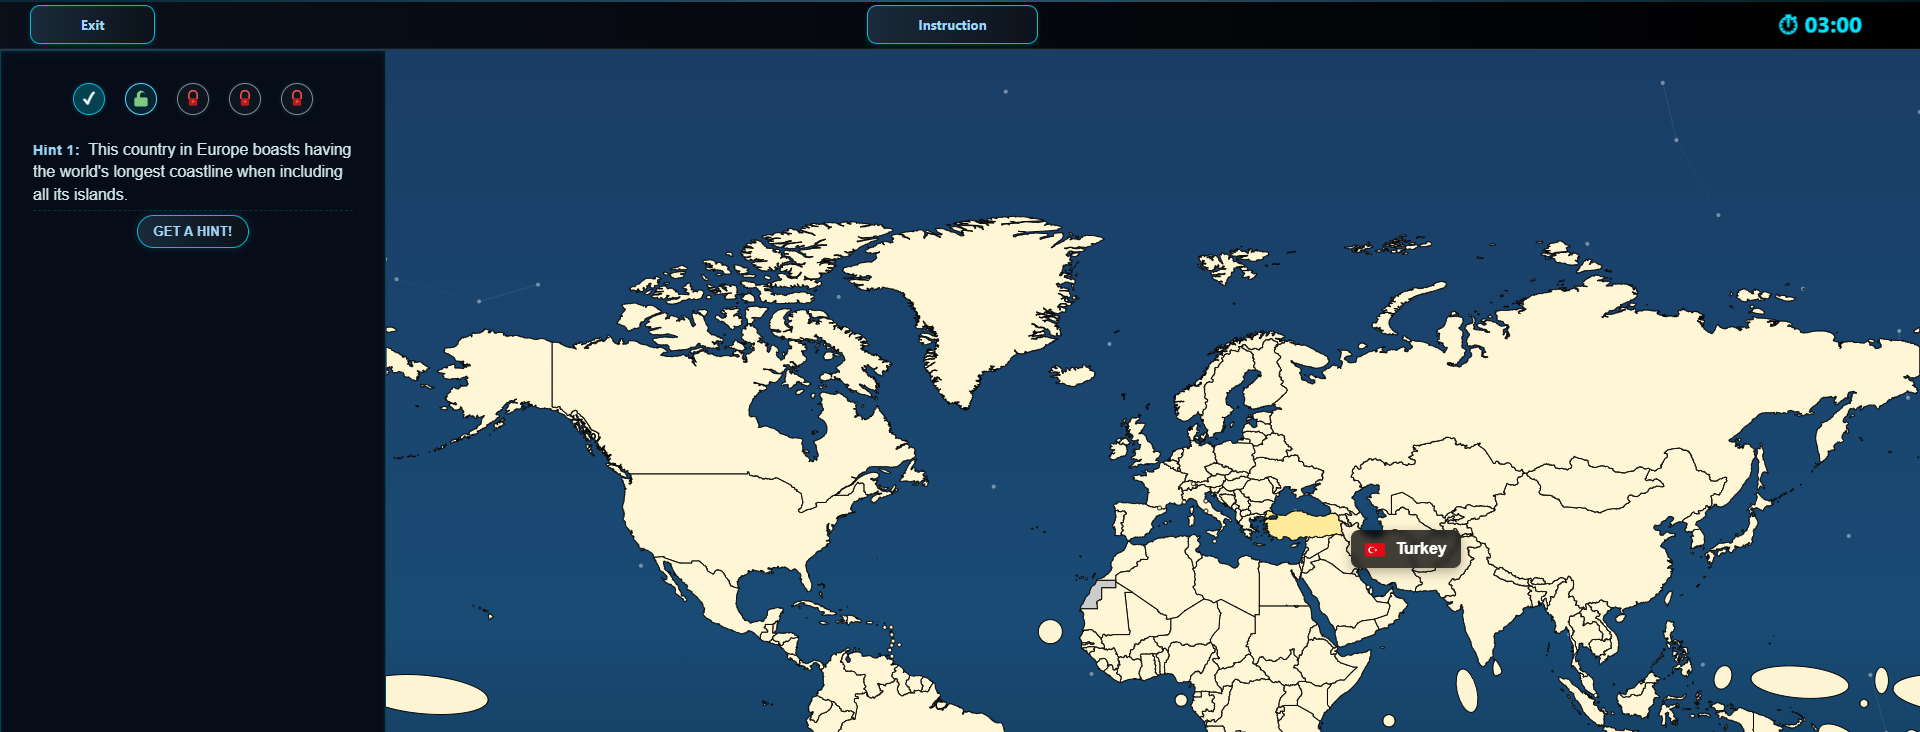 Exit
Instruction
03:00
Hint 1: This country in Europe boasts having
the world's longest coastline when including
all its islands.
GET A HINT!
Turkey